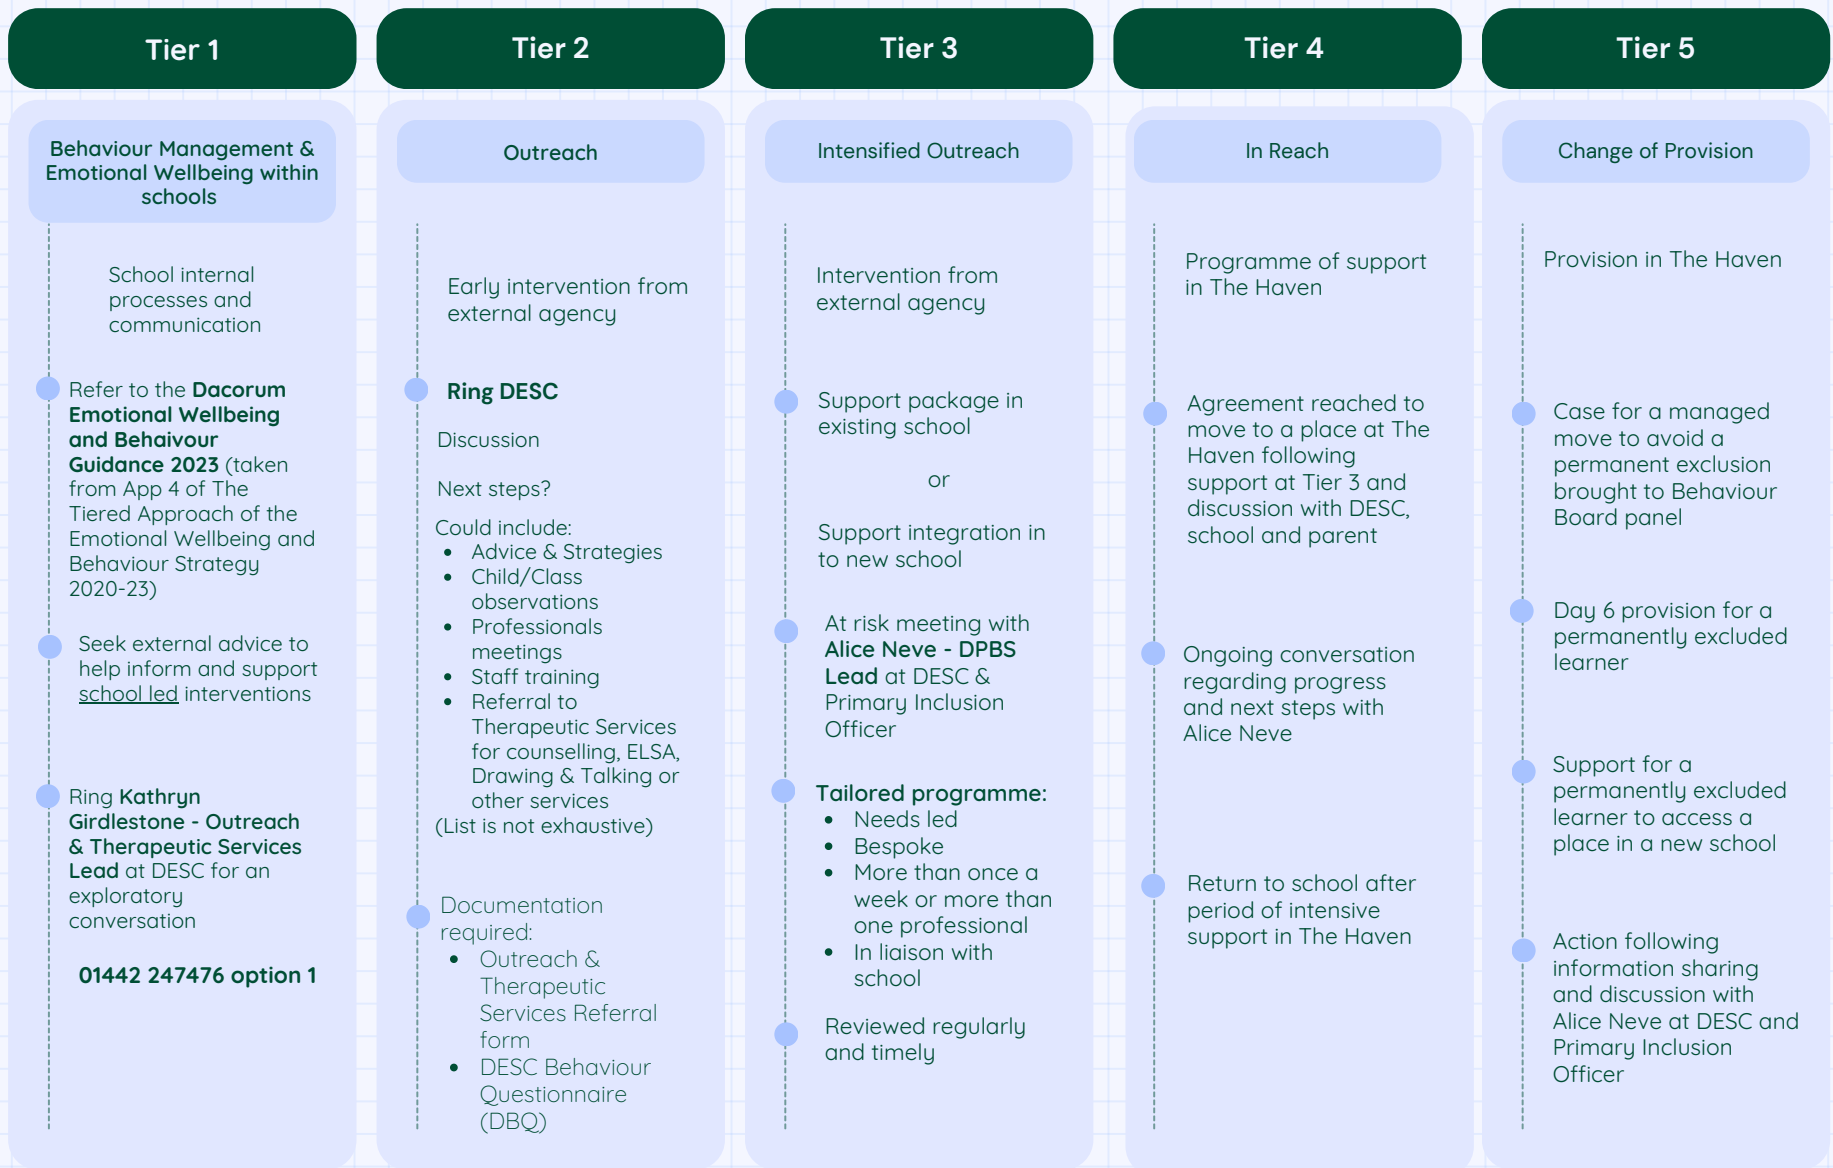 Tier 1
Behaviour Management &
Emotional Wellbeing within
schools
School internal
processes and
communication
Refer to the Dacorum
Emotional Wellbeing
and Behaivour
Guidance 2023 (taken
from App 4 of The
Tiered Approach of the
Emotional Wellbeing and
Behaviour Strategy
2020-23)
Seek external advice to
help inform and support
school led interventions
Ring Kathryn
Girdlestone - Outreach
& Therapeutic Services
Lead at DESC for an
exploratory
conversation
01442 247476 option 1
Tier 2
Outreach
Early intervention from
external agency
Ring DESC
Discussion
Next steps?
Could include:
• Advice & Strategies
• Child/Class
observations
• Professionals
meetings
• Staff training
• Referral to
Therapeutic Services
for counselling, ELSA,
Drawing & Talking or
other services
(List is not exhaustive)
Documentation
required:
• Outreach &
Therapeutic
Services Referral
form
• DESC Behaviour
Questionnaire
(DBQ)
Tier 3
Intensified Outreach
Intervention from
external agency
Support package in
existing school
or
Support integration in
to new school
At risk meeting with
Alice Neve - DPBS
Lead at DESC &
Primary Inclusion
Officer
Tailored programme:
• Needs led
• Bespoke
• More than once a
week or more than
one professional
• In liaison with
school
Reviewed regularly
and timely
Tier 4
In Reach
Programme of support
in The Haven
Agreement reached to
move to a place at The
Haven following
support at Tier 3 and
discussion with DESC,
school and parent
Ongoing conversation
regarding progress
and next steps with
Alice Neve
Return to school after
period of intensive
support in The Haven
Tier 5
Change of Provision
Provision in The Haven
Case for a managed
move to avoid a
permanent exclusion
brought to Behaviour
Board panel
Day 6 provision for a
permanently excluded
learner
Support for a
permanently excluded
learner to access a
place in a new school
Action following
information sharing
and discussion with
Alice Neve at DESC and
Primary Inclusion
Officer